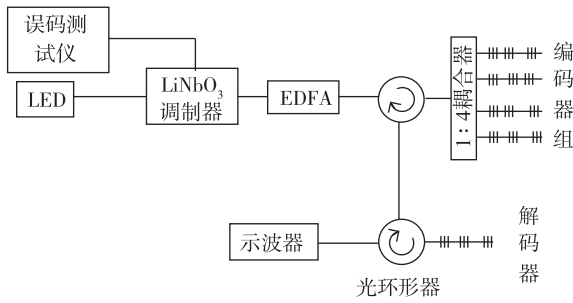 误码测
试仪
LED
LiNbO3
调制器
EDFA
1：4耦合器
编
码
器
组
示波器
光环形器
解
码
器